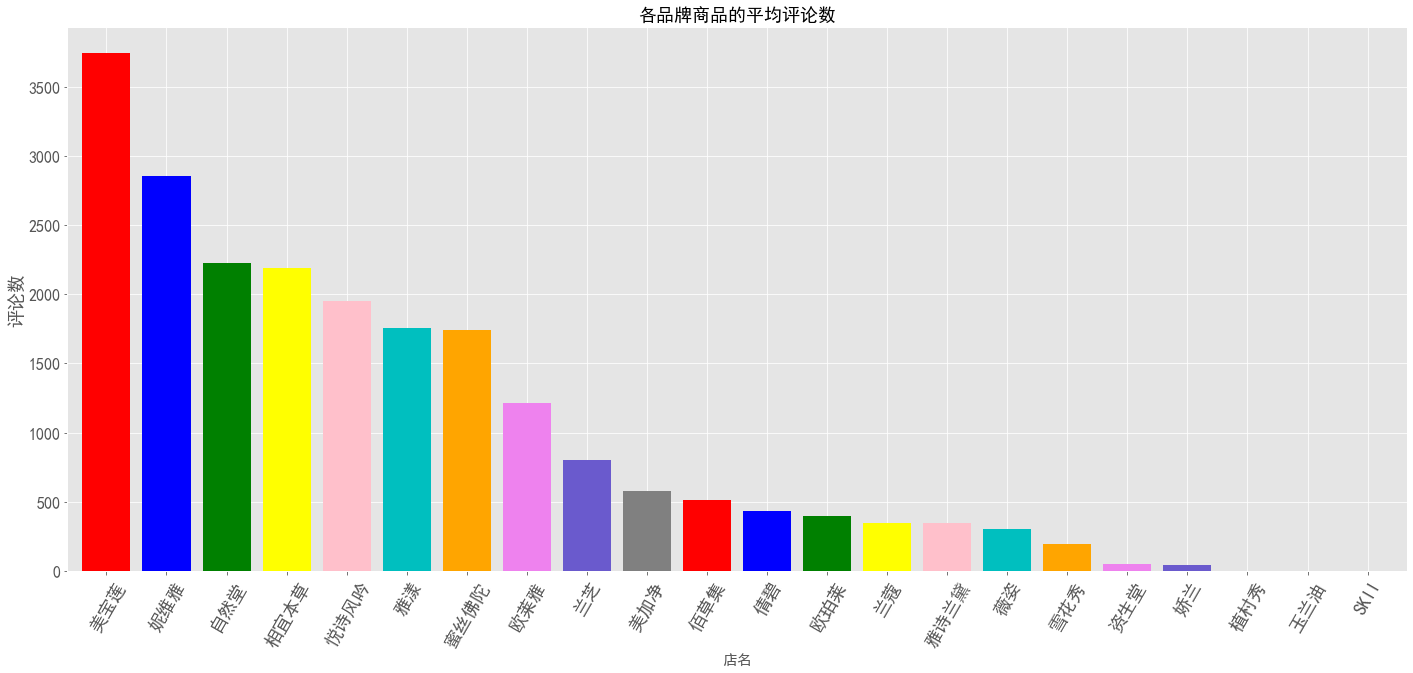 各品牌商品的平均评论数
评论数
3500
3000
2500
2000
1500
1000
500
0
美宝莲
妮维雅
自然堂
相宜本草
悦诗风吟
雅漾
蜜丝佛陀
欧莱雅
兰芝
美加净
佰草集
倩碧
欧珀莱
兰蔻
雅诗兰黛
薇姿
雪花秀
资生堂
娇兰
植村秀
玉兰油
SKII
店名